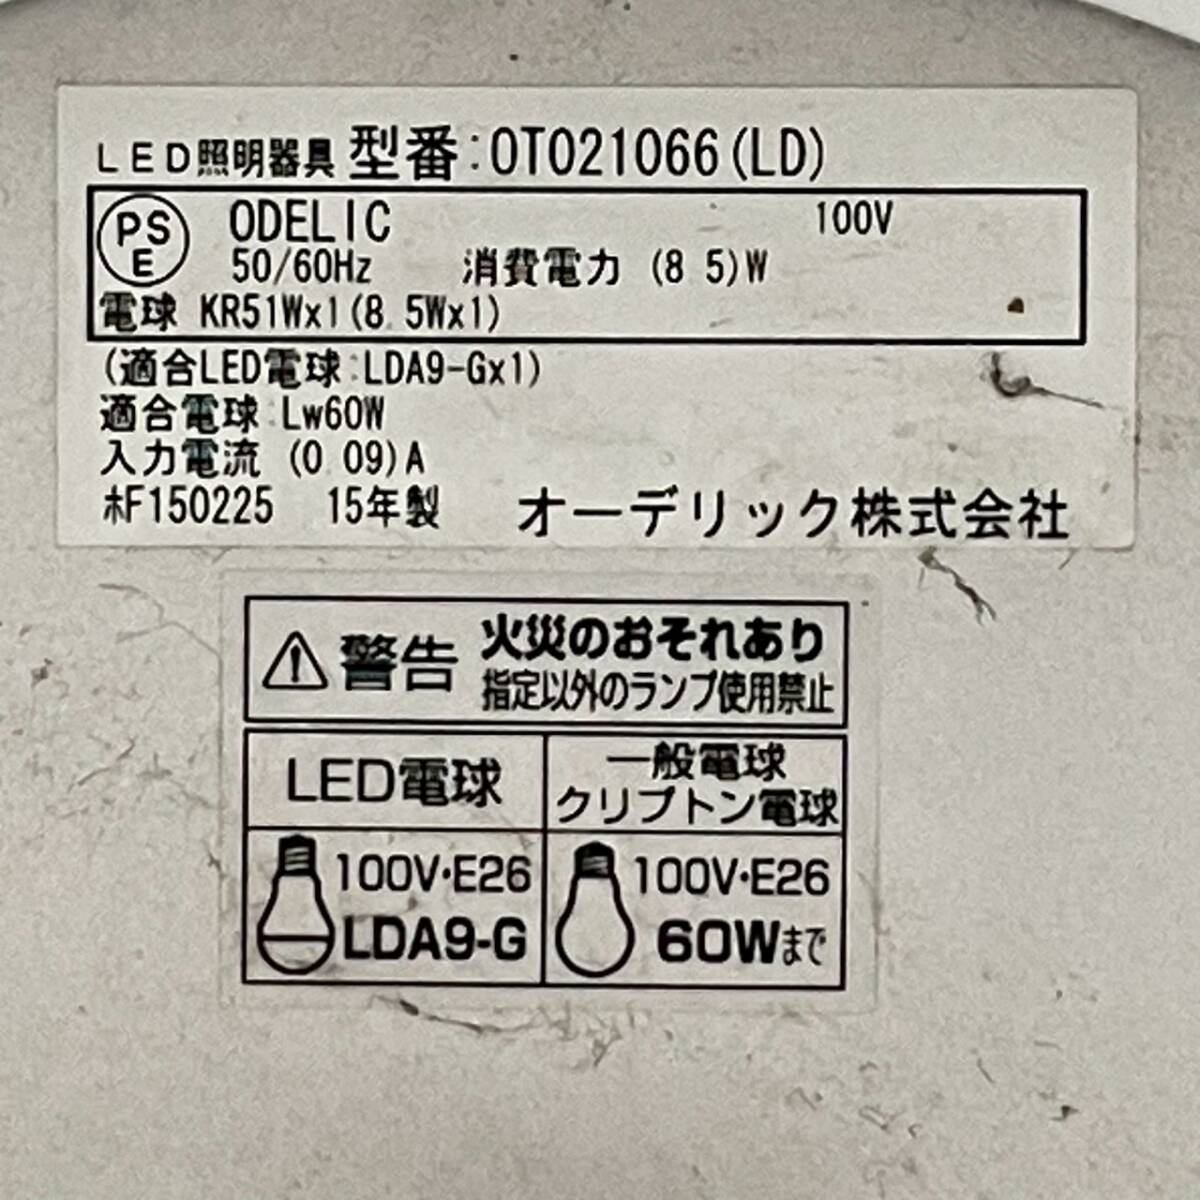 LED照明器具 型番:OT021066(LD)
PSE ODELIC 100V
50/60Hz 消費電力 (8 5)W
電球 KR51Wx1(8 5Wx1)
(適合LED電球:LDA9-Gx1)
適合電球:Lw60W
入力電流 (0 09)A
ホF150225 15年製 オーデリック株式会社
警告 火災のおそれあり
指定以外のランプ使用禁止
LED電球
一般電球
クリプトン電球
100V・E26
LDA9-G
100V・E26
60Wまで